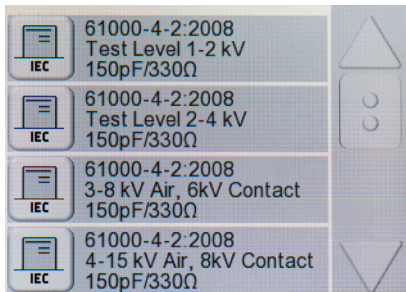 61000-4-2:2008
Test Level 1-2 kV
150pF/330Ω
IEC
61000-4-2:2008
Test Level 2-4 kV
150pF/330Ω
IEC
61000-4-2:2008
3-8 kV Air, 6kV Contact
150pF/330Ω
IEC
61000-4-2:2008
4-15 kV Air, 8kV Contact
150pF/330Ω
IEC